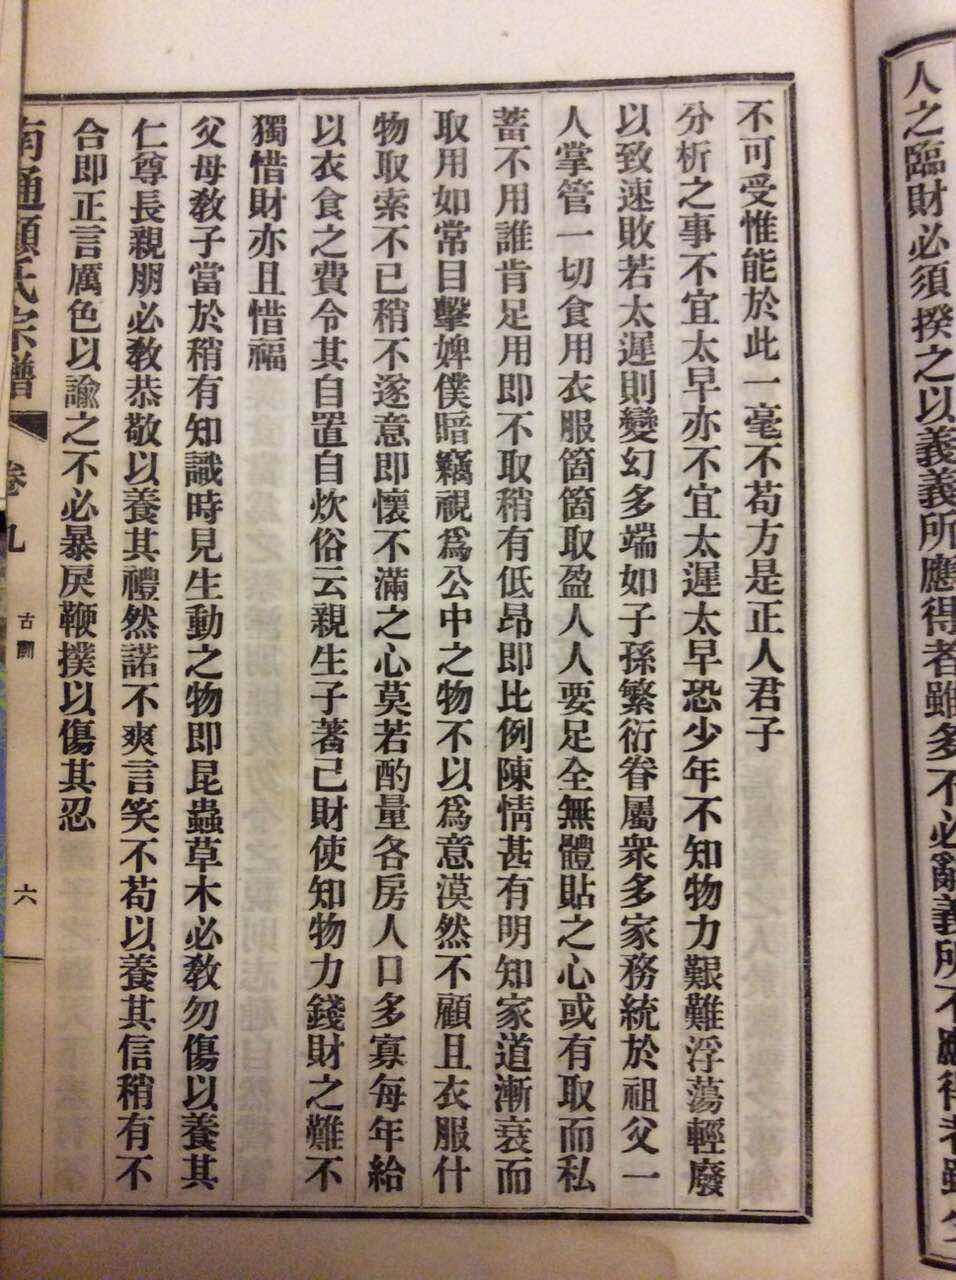 人之臨財必須揆之以義義所應得者雖多不必辭義所不應得者雖少
不可受惟能於此一毫不苟方是正人君子
分析之事不宜太早亦不宜太遲太早恐少年不知物力艱難浮蕩輕廢
以致速敗若太遲則變幻多端如子孫繁衍眷屬衆多家務統於祖父一
人掌管一切食用衣服箇箇取盈人人要足全無體貼之心或有取而私
蓄不用誰肯足用即不取稍有低昂即比例陳情甚有明知家道漸衰而
取用如常目擊婢僕暗竊視爲公中之物不以爲意漠然不顧且衣服什
物取索不已稍不遂意即懷不滿之心莫若酌量各房人口多寡每年給
以衣食之費令其自置自炊俗云親生子著己財使知物力錢財之難不
獨惜財亦且惜福
父母教子當於稍有知識時見生動之物即昆蟲草木必教勿傷以養其
仁尊長親朋必教恭敬以養其禮然諾不爽言笑不苟以養其信稍有不
合即正言厲色以諭之不必暴戾鞭撲以傷其忍
南通顧氏宗譜 卷九 古訓 六